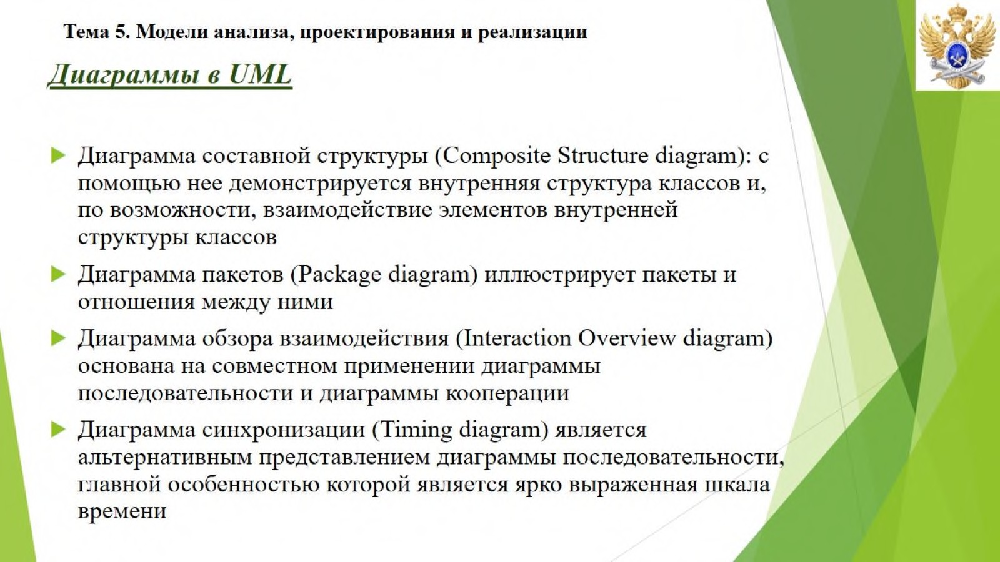 Тема 5. Модели анализа, проектирования и реализации
Диаграммы в UML
Диаграмма составной структуры (Composite Structure diagram): с
помощью нее демонстрируется внутренняя структура классов и,
по возможности, взаимодействие элементов внутренней
структуры классов
Диаграмма пакетов (Package diagram) иллюстрирует пакеты и
отношения между ними
Диаграмма обзора взаимодействия (Interaction Overview diagram)
основана на совместном применении диаграммы
последовательности и диаграммы кооперации
Диаграмма синхронизации (Timing diagram) является
альтернативным представлением диаграммы последовательности,
главной особенностью которой является ярко выраженная шкала
времени